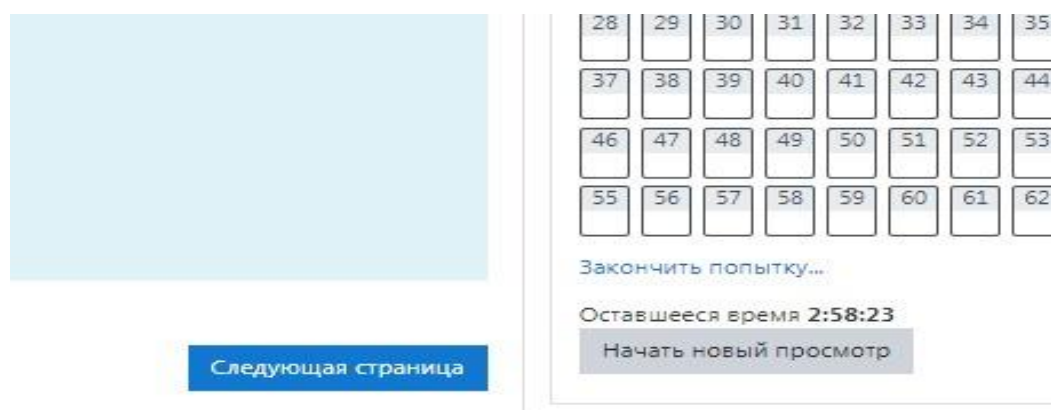 28 29 30 31 32 33 34 35
37 38 39 40 41 42 43 44
46 47 48 49 50 51 52 53
55 56 57 58 59 60 61 62
Закончить попытку...
Оставшееся время 2:58:23
Начать новый просмотр
Следующая страница